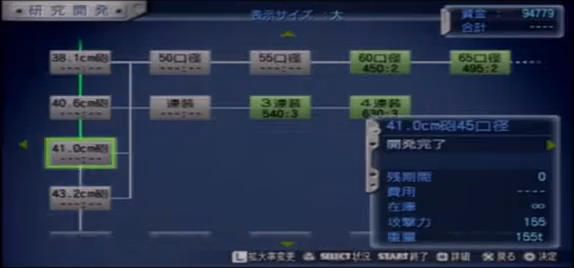 研究開発
表示サイズ：大
資金：94779
合計 ----
38.1cm砲 ---:---
50口径 ---:---
55口径 ---:---
60口径 450:2
65口径 495:2
40.6cm砲 ---:---
連装 ---:---
3連装 540:3
4連装 630:3
41.0cm砲 ---:---
43.2cm砲 ---:---
41.0cm砲45口径
開発完了
残期間 0
費用 ----
在庫 ∞
攻撃力 155
重量 155t
L 拡大率変更 SELECT 状況 START 終了 詳細 戻る 決定